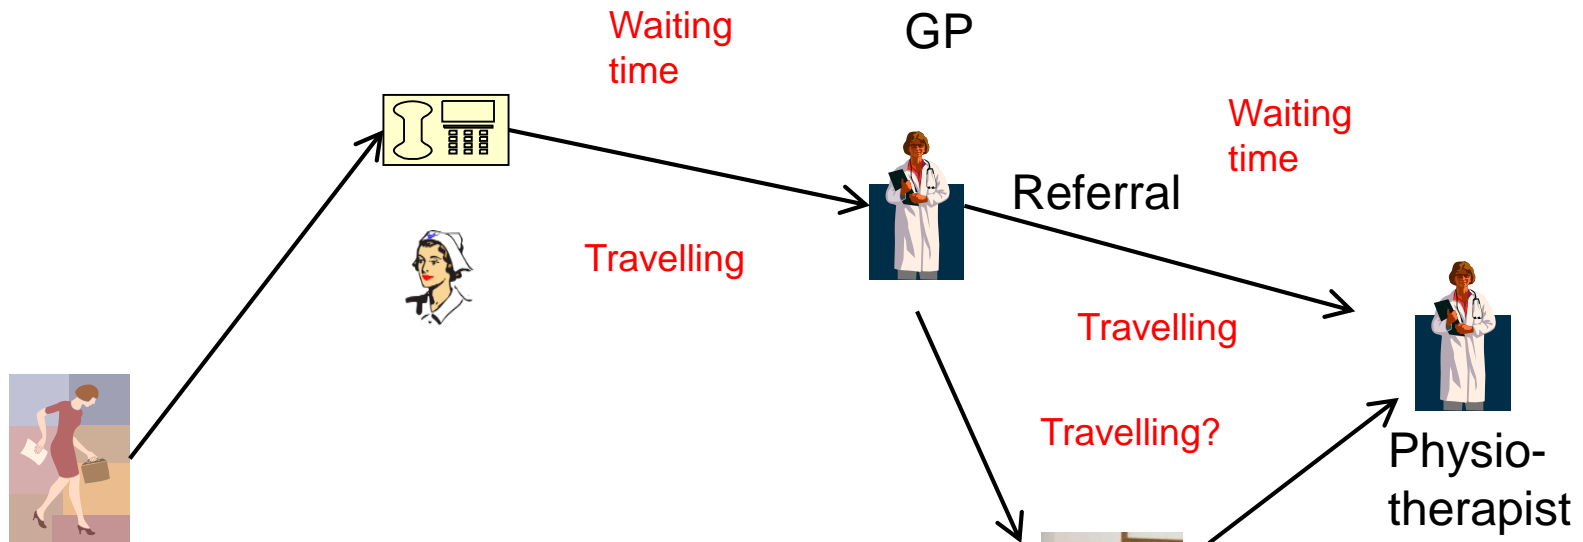 Waiting
time
GP
Waiting
time
Referral
Travelling
Travelling
Travelling?
Physio-
therapist